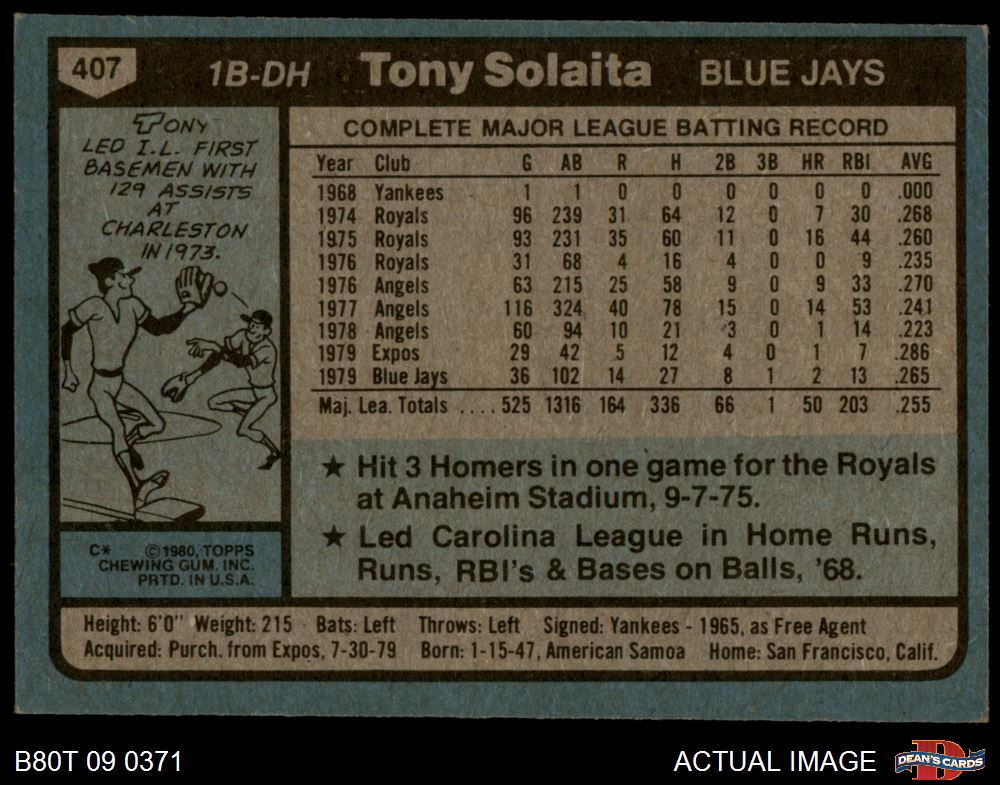 407 1B-DH Tony Solaita BLUE JAYS
TONY
LED I.L. FIRST
BASEMEN WITH
129 ASSISTS
AT
CHARLESTON
IN 1973.
C* ©1980, TOPPS
CHEWING GUM, INC.
PRTD. IN U.S.A.
COMPLETE MAJOR LEAGUE BATTING RECORD
Year Club G AB R H 2B 3B HR RBI AVG
1968 Yankees 1 1 0 0 0 0 0 0 .000
1974 Royals 96 239 31 64 12 0 7 30 .268
1975 Royals 93 231 35 60 11 0 16 44 .260
1976 Royals 31 68 4 16 4 0 0 9 .235
1976 Angels 63 215 25 58 9 0 9 33 .270
1977 Angels 116 324 40 78 15 0 14 53 .241
1978 Angels 60 94 10 21 3 0 1 14 .223
1979 Expos 29 42 5 12 4 0 1 7 .286
1979 Blue Jays 36 102 14 27 8 1 2 13 .265
Maj. Lea. Totals .... 525 1316 164 336 66 1 50 203 .255
★ Hit 3 Homers in one game for the Royals
at Anaheim Stadium, 9-7-75.
★ Led Carolina League in Home Runs,
Runs, RBI's & Bases on Balls, '68.
Height: 6'0" Weight: 215 Bats: Left Throws: Left Signed: Yankees - 1965, as Free Agent
Acquired: Purch. from Expos, 7-30-79 Born: 1-15-47, American Samoa Home: San Francisco, Calif.
B80T 09 0371 ACTUAL IMAGE DEAN'S CARDS